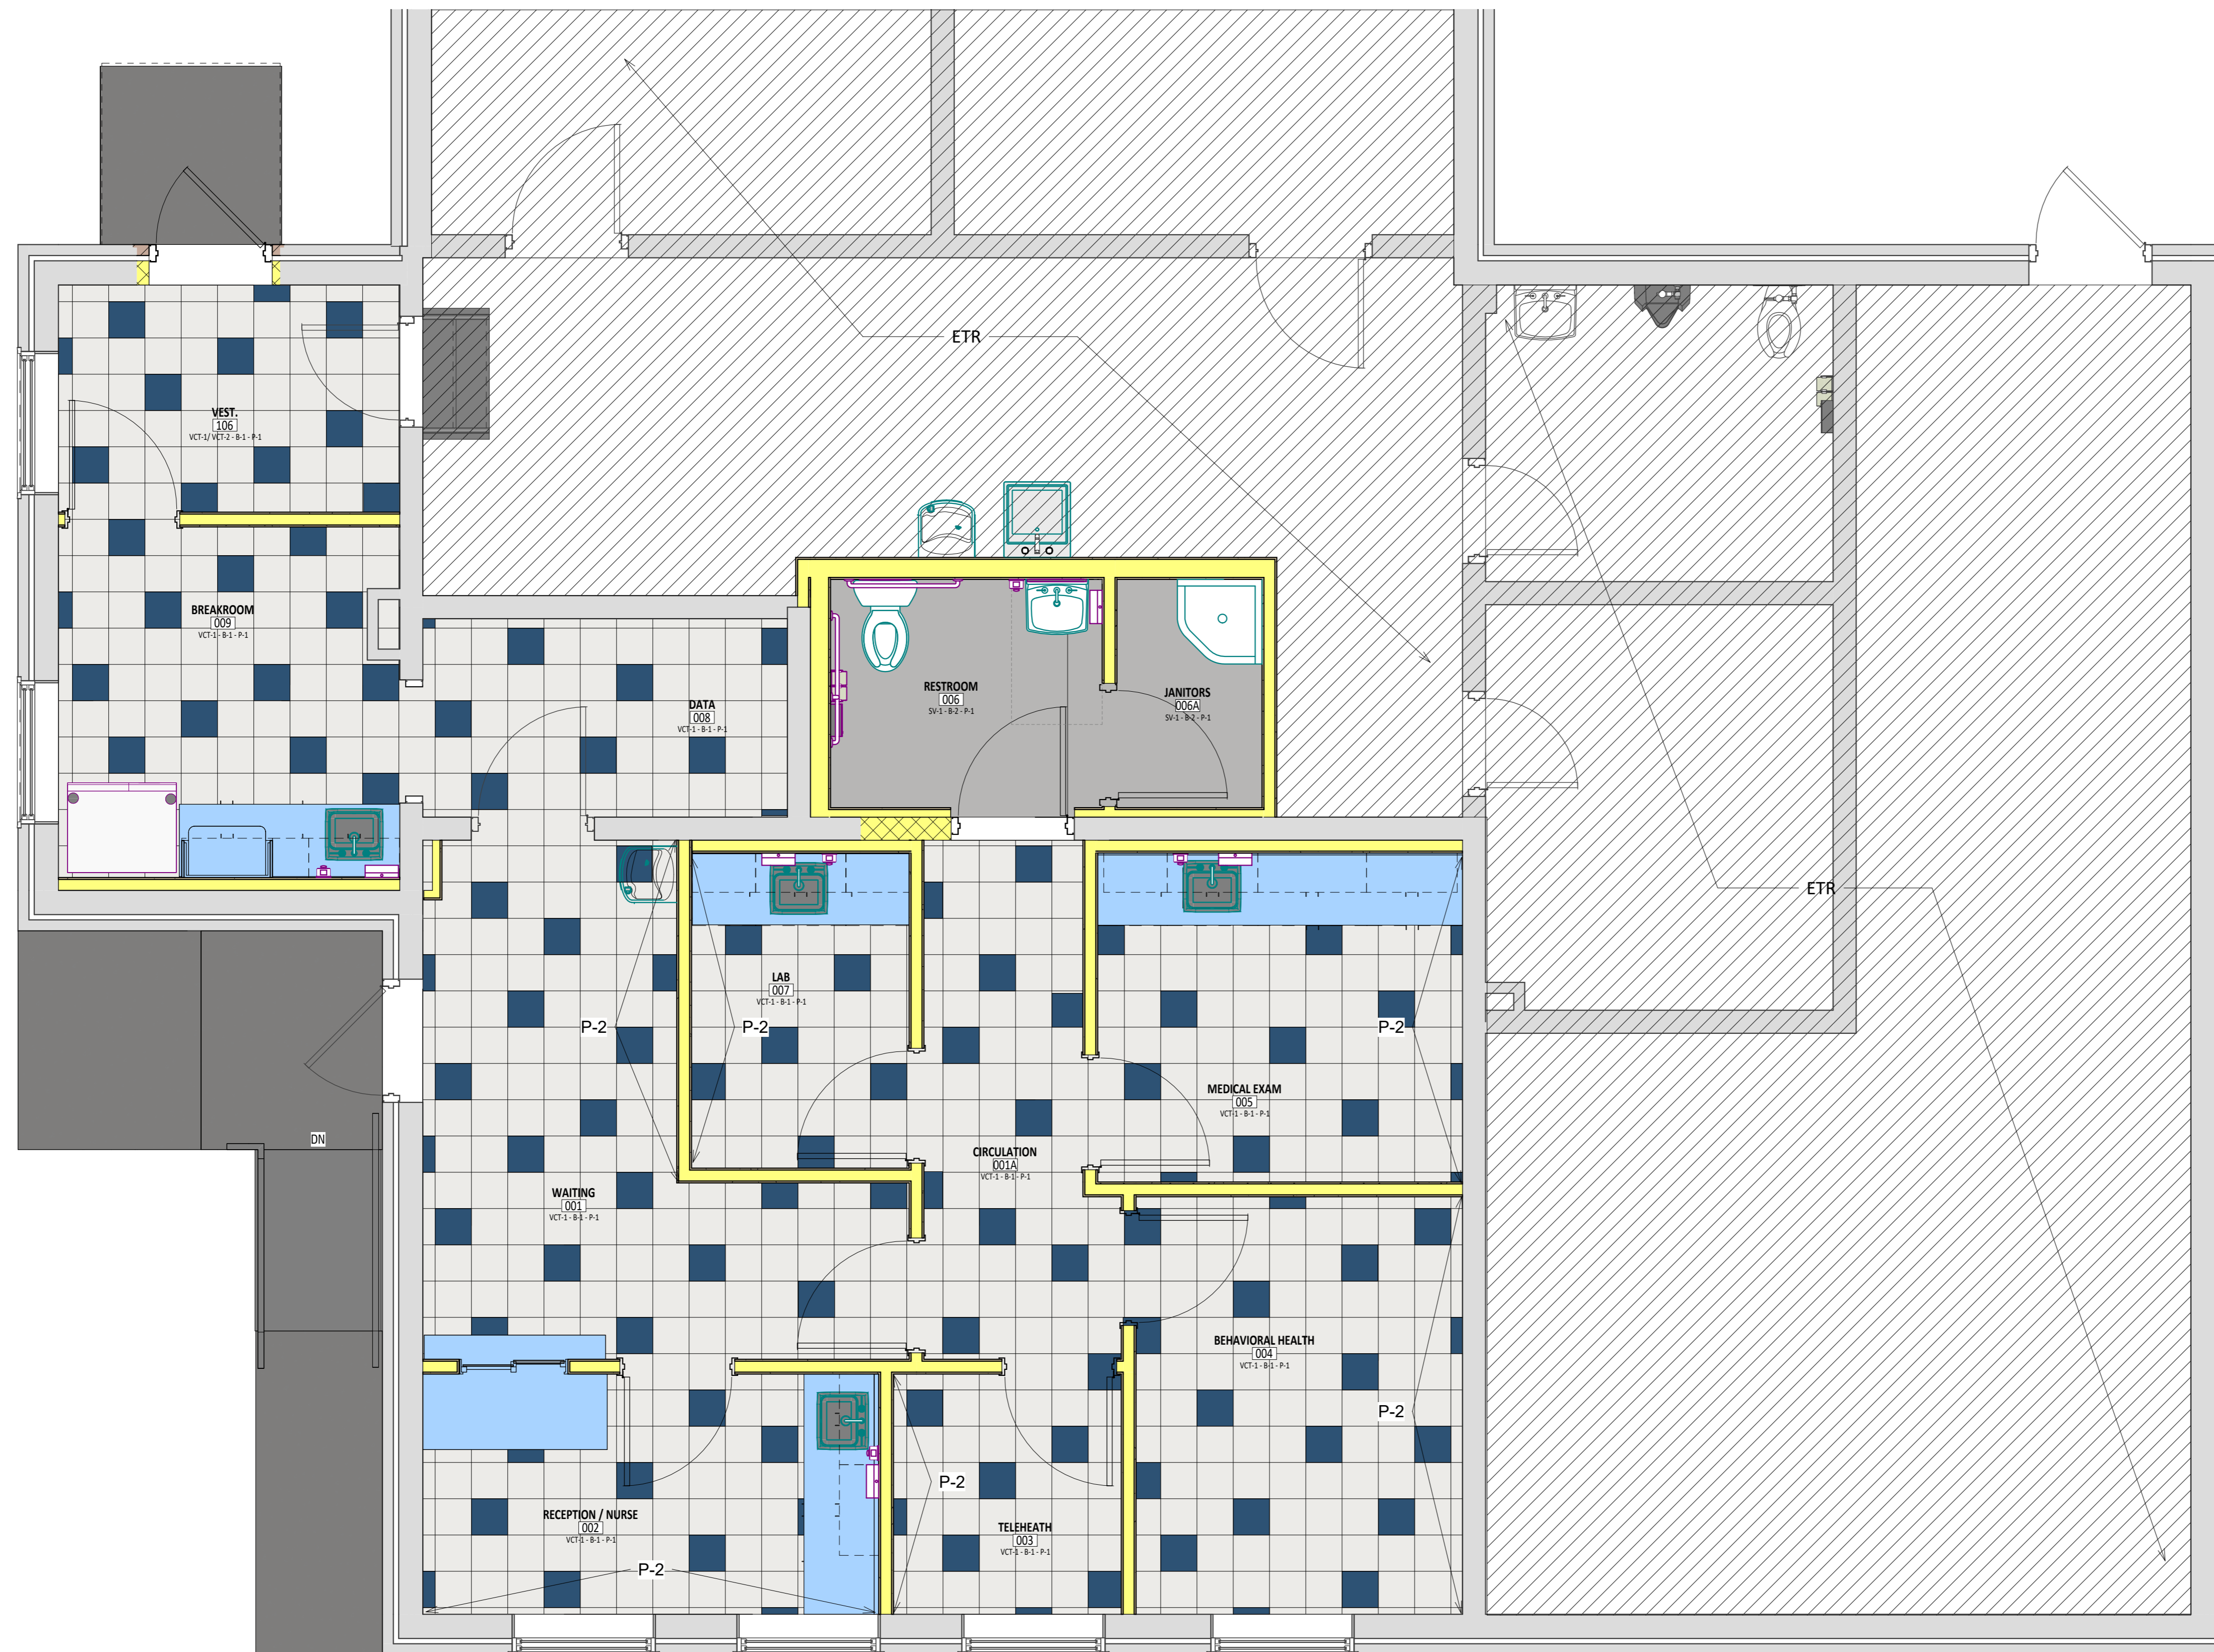 ETR
VEST.
106
VCT-1/ VCT-2 - B-1 - P-1
BREAKROOM
009
VCT-1 - B-1 - P-1
RESTROOM
006
SV-1 - B-2 - P-1
JANITORS
006A
SV-1 - B-2 - P-1
DATA
008
VCT-1 - B-1 - P-1
ETR
LAB
007
VCT-1 - B-1 - P-1
P-2
P-2
P-2
MEDICAL EXAM
005
VCT-1 - B-1 - P-1
DN
CIRCULATION
001A
VCT-1 - B-1 - P-1
WAITING
001
VCT-1 - B-1 - P-1
BEHAVIORAL HEALTH
004
VCT-1 - B-1 - P-1
P-2
P-2
RECEPTION / NURSE
002
VCT-1 - B-1 - P-1
TELEHEATH
003
VCT-1 - B-1 - P-1
P-2